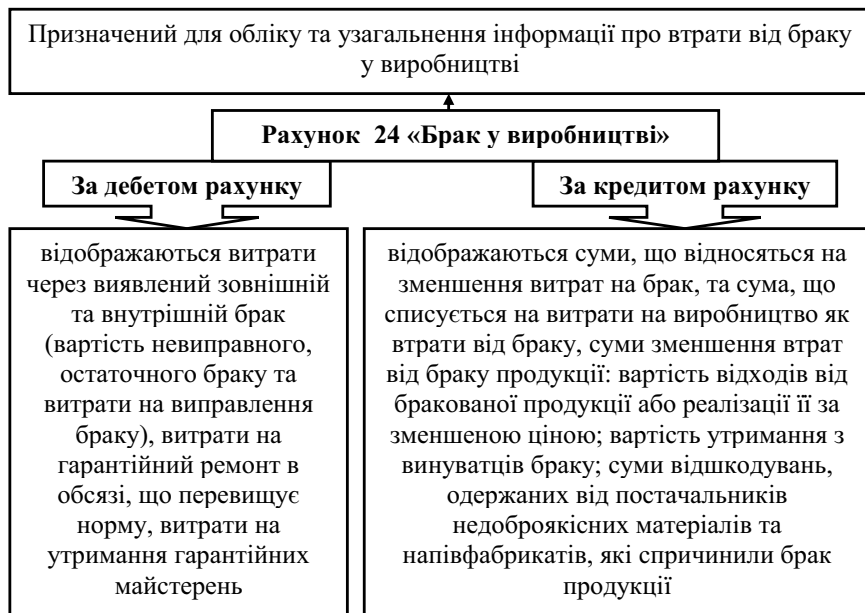 Призначений для обліку та узагальнення інформації про втрати від браку
у виробництві
Рахунок 24 «Брак у виробництві»
За дебетом рахунку
За кредитом рахунку
відображаються витрати
через виявлений зовнішній
та внутрішній брак
(вартість невиправного,
остаточного браку та
витрати на виправлення
браку), витрати на
гарантійний ремонт в
обсязі, що перевищує
норму, витрати на
утримання гарантійних
майстерень
відображаються суми, що відносяться на
зменшення витрат на брак, та сума, що
списується на витрати на виробництво як
втрати від браку, суми зменшення втрат
від браку продукції: вартість відходів від
бракованої продукції або реалізації її за
зменшеною ціною; вартість утримання з
винуватців браку; суми відшкодувань,
одержаних від постачальників
недоброякісних матеріалів та
напівфабрикатів, які спричинили брак
продукції